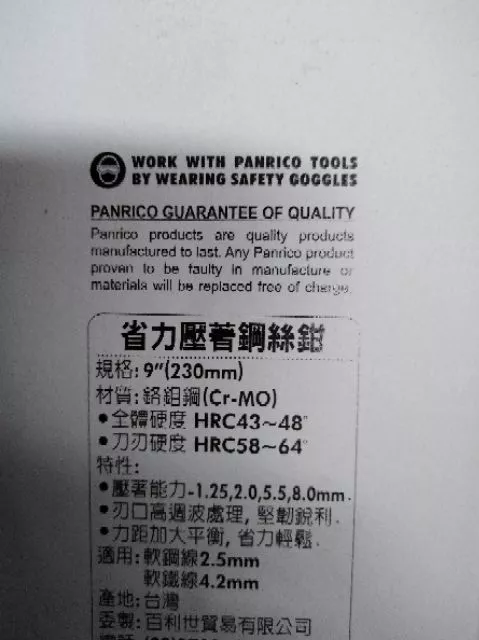 WORK WITH PANRICO TOOLS
BY WEARING SAFETY GOGGLES
PANRICO GUARANTEE OF QUALITY
Panrico products are quality products
manufactured to last. Any Panrico product
proven to be faulty in manufacture or
materials will be replaced free of charge.
省力壓著鋼絲鉗
規格: 9"(230mm)
材質: 鉻鉬鋼(Cr-MO)
•全體硬度 HRC43~48°
•刀刃硬度 HRC58~64°
特性:
•壓著能力-1.25,2.0,5.5,8.0mm.
•刃口高週波處理, 堅韌銳利.
•力距加大平衡, 省力輕鬆.
適用: 軟鋼線2.5mm
軟鐵線4.2mm
產地: 台灣
委製: 百利世貿易有限公司